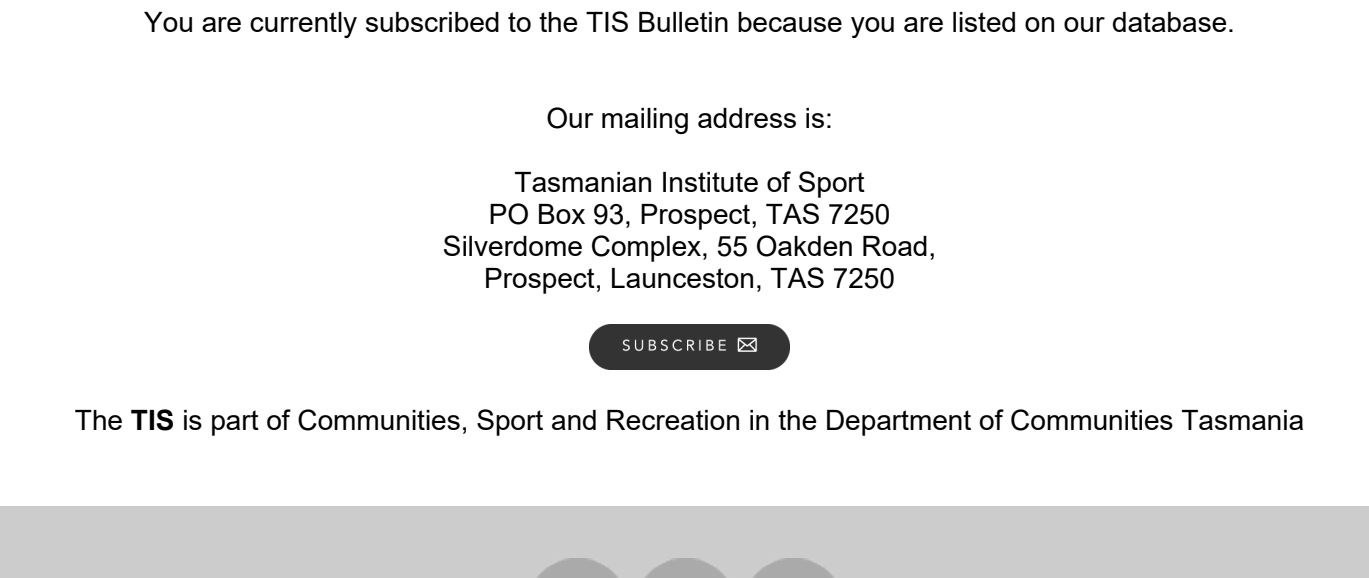 You are currently subscribed to the TIS Bulletin because you are listed on our database.
Our mailing address is:
Tasmanian Institute of Sport
PO Box 93, Prospect, TAS 7250
Silverdome Complex, 55 Oakden Road,
Prospect, Launceston, TAS 7250
SUBSCRIBE
The TIS is part of Communities, Sport and Recreation in the Department of Communities Tasmania